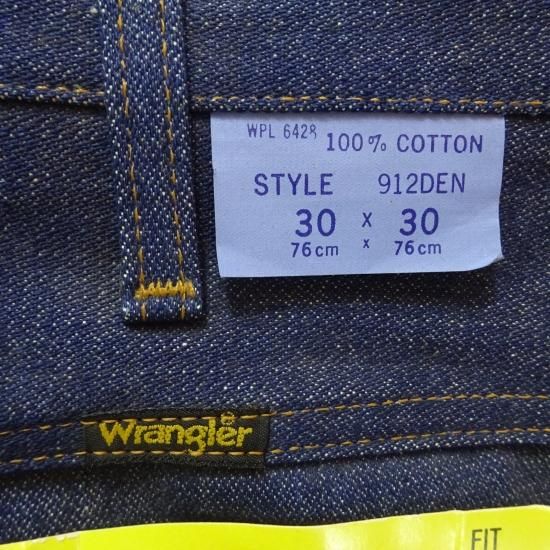 WPL 6428 100% COTTON
STYLE 912DEN
30 x 30
76cm x 76cm
Wrangler®
FIT